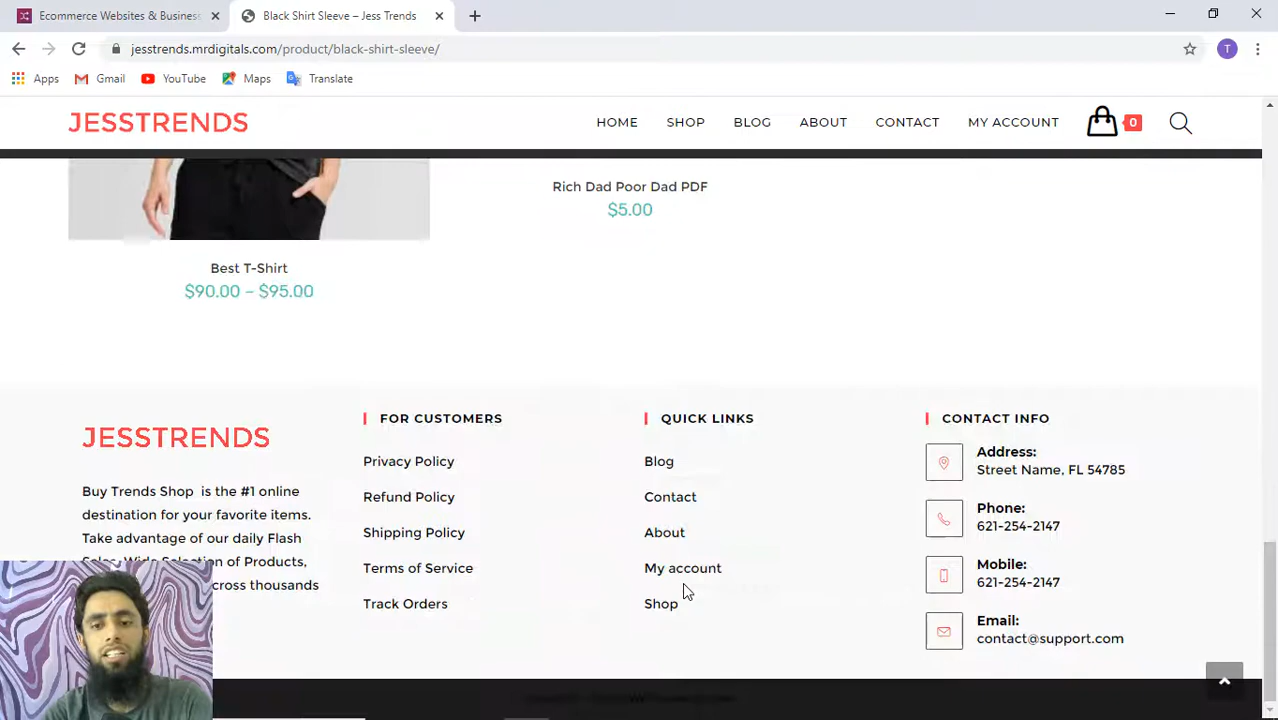 Ecommerce Websites & Business
Black Shirt Sleeve – Jess Trends
jesstrends.mrdigitals.com/product/black-shirt-sleeve/
T
Apps
Gmail
YouTube
Maps
Translate
JESSTRENDS
HOME
SHOP
BLOG
ABOUT
CONTACT
MY ACCOUNT
0
Rich Dad Poor Dad PDF
$5.00
Best T-Shirt
$90.00 – $95.00
JESSTRENDS
Buy Trends Shop is the #1 online
destination for your favorite items.
Take advantage of our daily Flash
of Products,
cross thousands
FOR CUSTOMERS
Privacy Policy
Refund Policy
Shipping Policy
Terms of Service
Track Orders
QUICK LINKS
Blog
Contact
About
My account
Shop
CONTACT INFO
Address:
Street Name, FL 54785
Phone:
621-254-2147
Mobile:
621-254-2147
Email:
contact@support.com